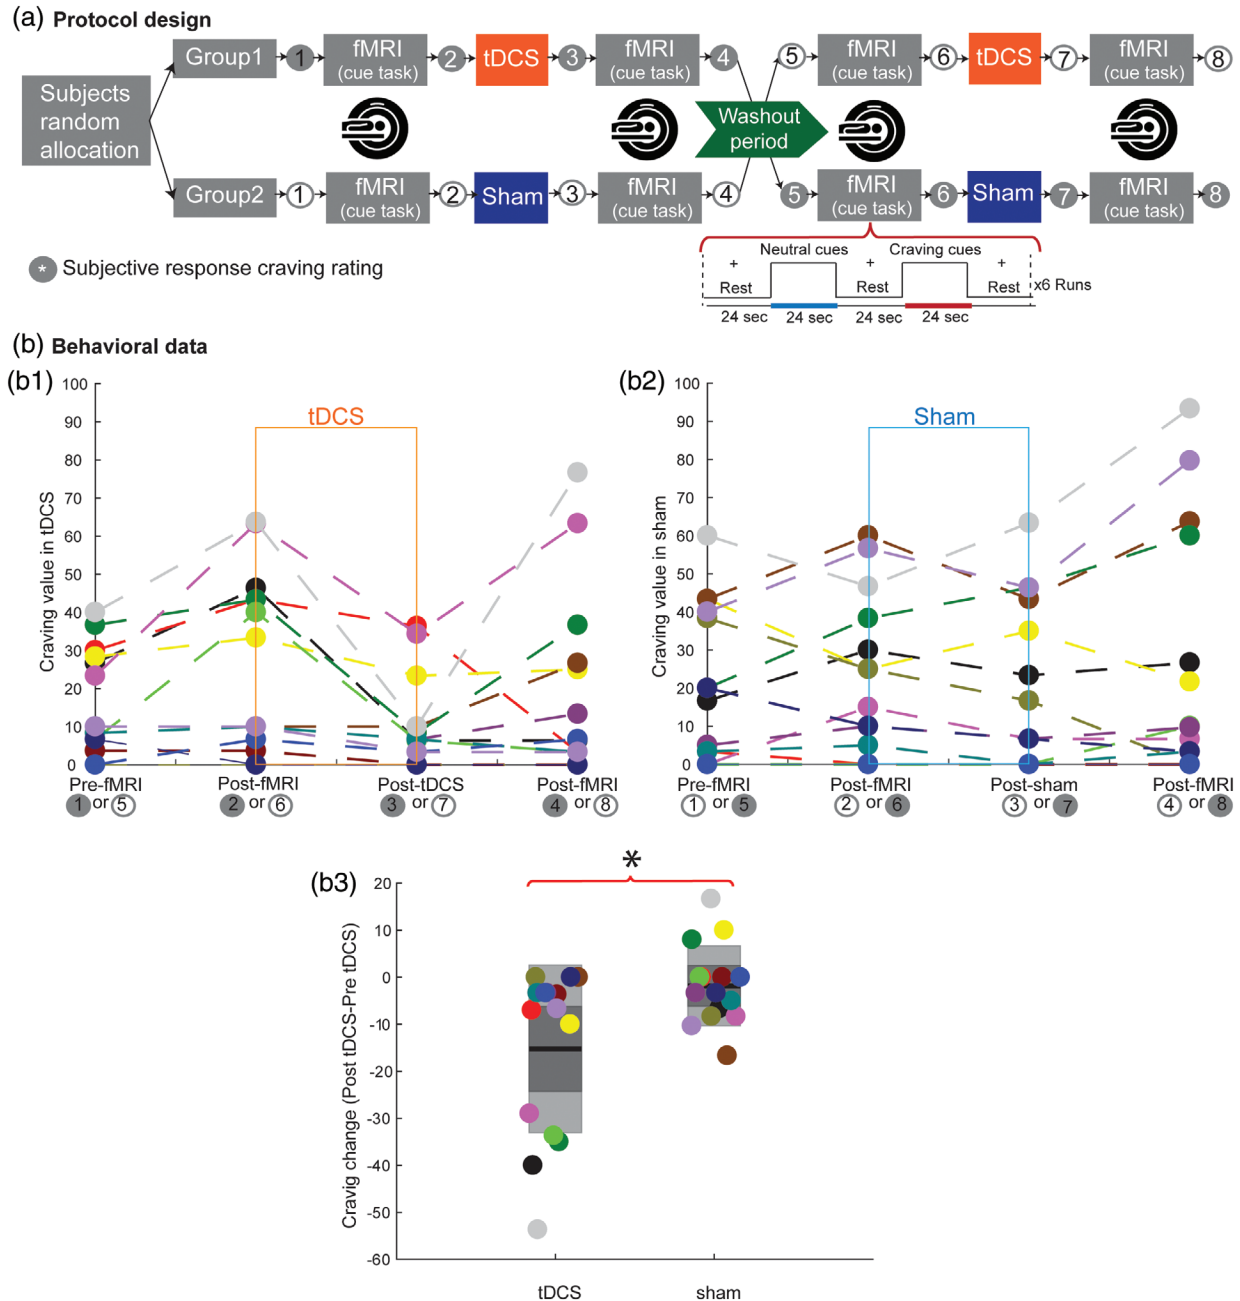 (a) Protocol design
Group1 1 fMRI (cue task) 2 tDCS 3 fMRI (cue task) 4 5 fMRI (cue task) 6 tDCS 7 fMRI (cue task) 8
Subjects
random
allocation
Washout
period
Group2 1 fMRI (cue task) 2 Sham 3 fMRI (cue task) 4 5 fMRI (cue task) 6 Sham 7 fMRI (cue task) 8
* Subjective response craving rating
Neutral cues Craving cues
+ + +
Rest Rest Rest x6 Runs
24 sec 24 sec 24 sec 24 sec
(b) Behavioral data
(b1)
tDCS
Craving value in tDCS
100
90
80
70
60
50
40
30
20
10
0
Pre-fMRI Post-fMRI Post-tDCS Post-fMRI
1 or 5 2 or 6 3 or 7 4 or 8
(b2)
Sham
Craving value in sham
100
90
80
70
60
50
40
30
20
10
0
Pre-fMRI Post-fMRI Post-sham Post-fMRI
1 or 5 2 or 6 3 or 7 4 or 8
(b3)
*
Cravig change (Post tDCS-Pre tDCS)
20
10
0
-10
-20
-30
-40
-50
-60
tDCS sham